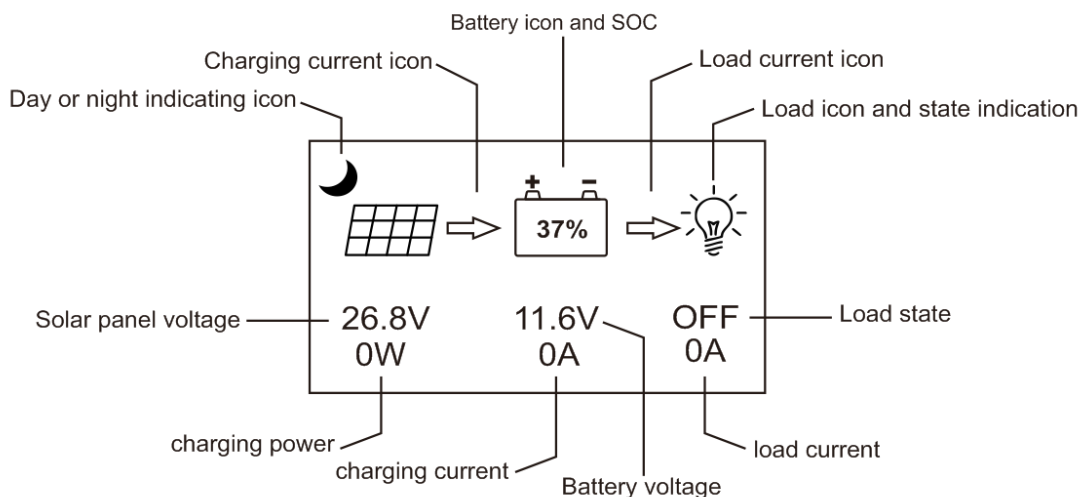 Battery icon and SOC
Charging current icon
Load current icon
Day or night indicating icon
Load icon and state indication
+ −
37%
Solar panel voltage
26.8V
11.6V
OFF
Load state
0W
0A
0A
charging power
charging current
Battery voltage
load current